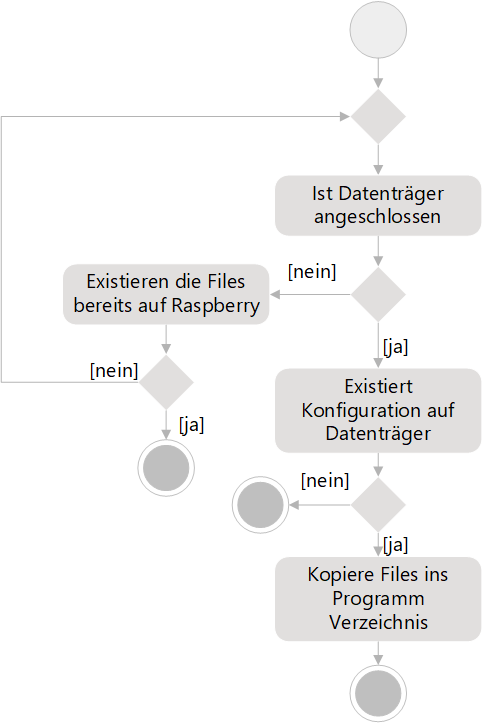 Ist Datenträger
angeschlossen
[nein]
Existieren die Files
bereits auf Raspberry
[ja]
[nein]
Existiert
Konfiguration auf
Datenträger
[ja]
[nein]
[ja]
Kopiere Files ins
Programm
Verzeichnis